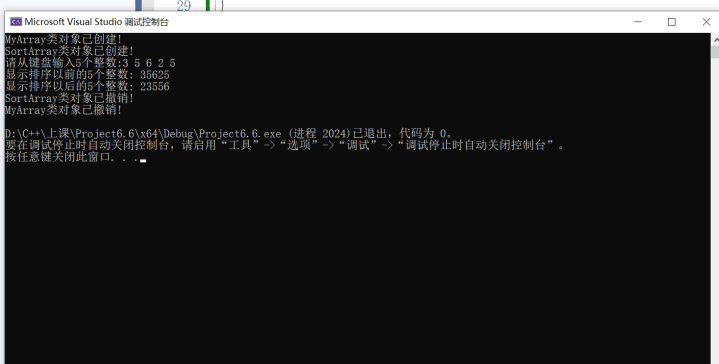 29
Microsoft Visual Studio 调试控制台
MyArray类对象已创建!
SortArray类对象已创建!
请从键盘输入5个整数:3 5 6 2 5
显示排序以前的5个整数: 35625
显示排序以后的5个整数: 23556
SortArray类对象已撤销!
MyArray类对象已撤销!
D:\C++\上课\Project6.6\x64\Debug\Project6.6.exe (进程 2024)已退出，代码为 0。
要在调试停止时自动关闭控制台，请启用“工具”->“选项”->“调试”->“调试停止时自动关闭控制台”。
按任意键关闭此窗口. . .